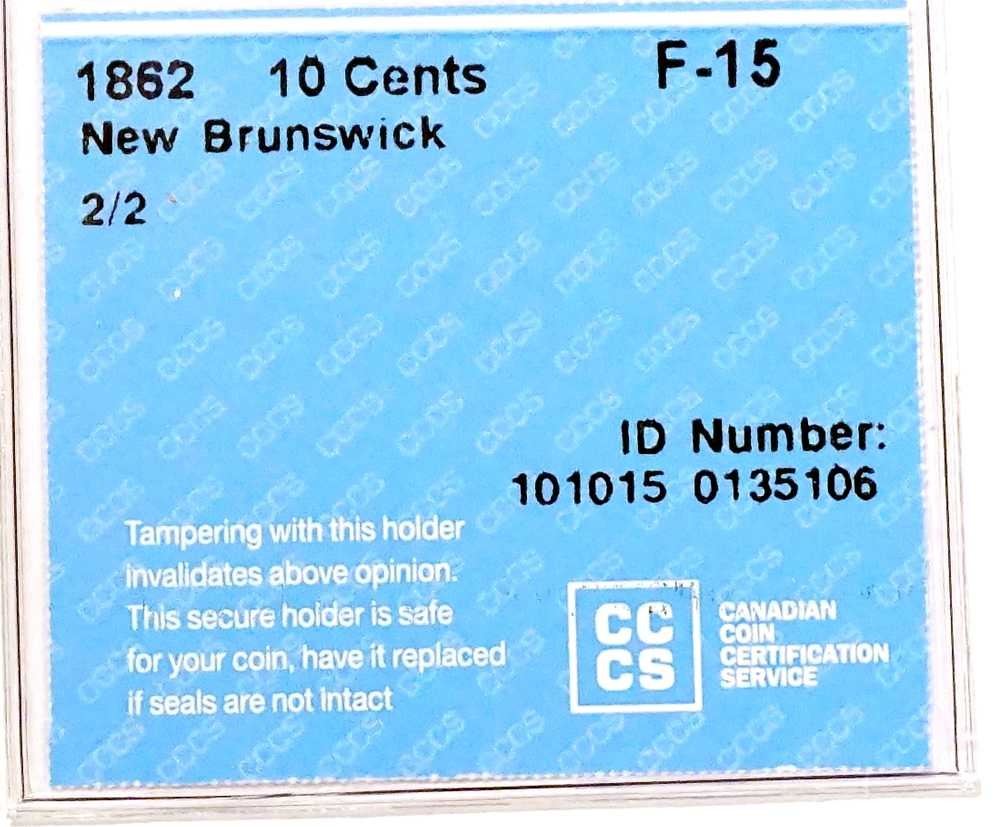 1862 10 Cents F-15
New Brunswick
2/2
ID Number:
101015 0135106
Tampering with this holder
invalidates above opinion.
This secure holder is safe
for your coin, have it replaced
if seals are not intact
CC
CS
CANADIAN
COIN
CERTIFICATION
SERVICE